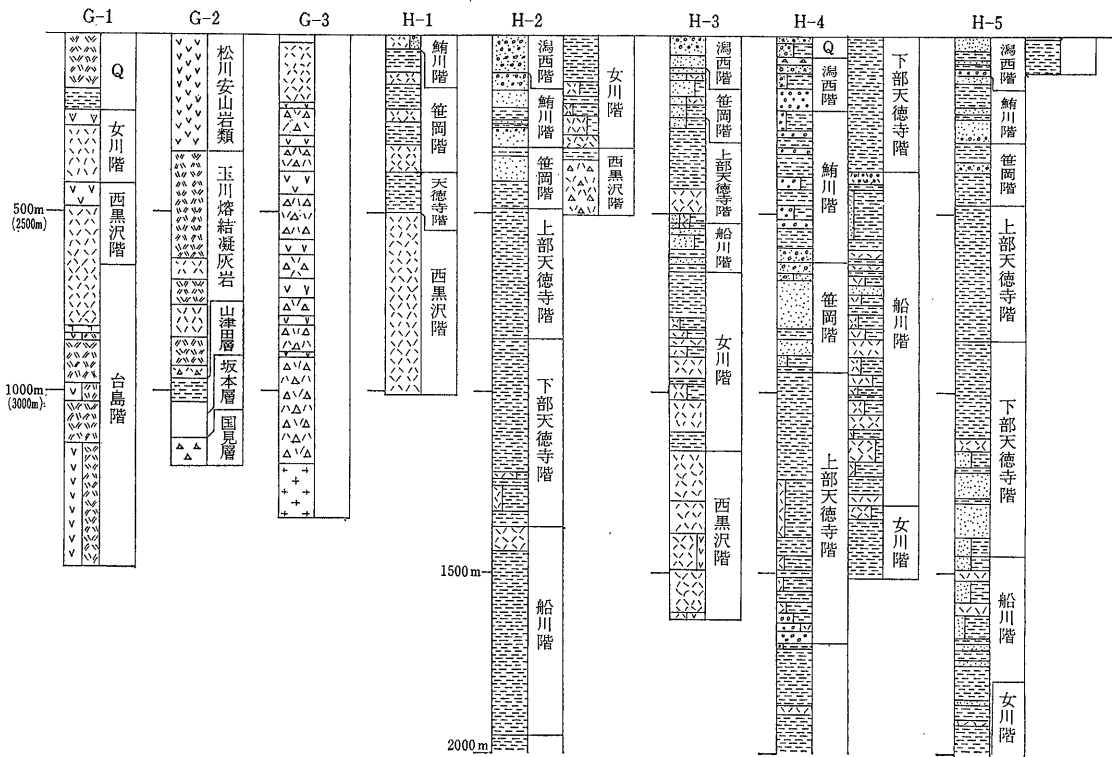 G-1
G-2
G-3
H-1
H-2
H-3
H-4
H-5
Q
女川階
西黒沢階
台島階
松川安山岩類
玉川熔結凝灰岩
山津田層
坂本層
国見層
鮪川階
笹岡階
天徳寺階
西黒沢階
潟西階
鮪川階
笹岡階
上部天徳寺階
下部天徳寺階
船川階
女川階
西黒沢階
潟西階
笹岡階
上部天徳寺階
船川階
女川階
西黒沢階
Q
潟西階
鮪川階
笹岡階
上部天徳寺階
下部天徳寺階
船川階
女川階
潟西階
鮪川階
笹岡階
上部天徳寺階
下部天徳寺階
船川階
女川階
500m
(2500m)
1000m
(3000m)
1500m
2000m